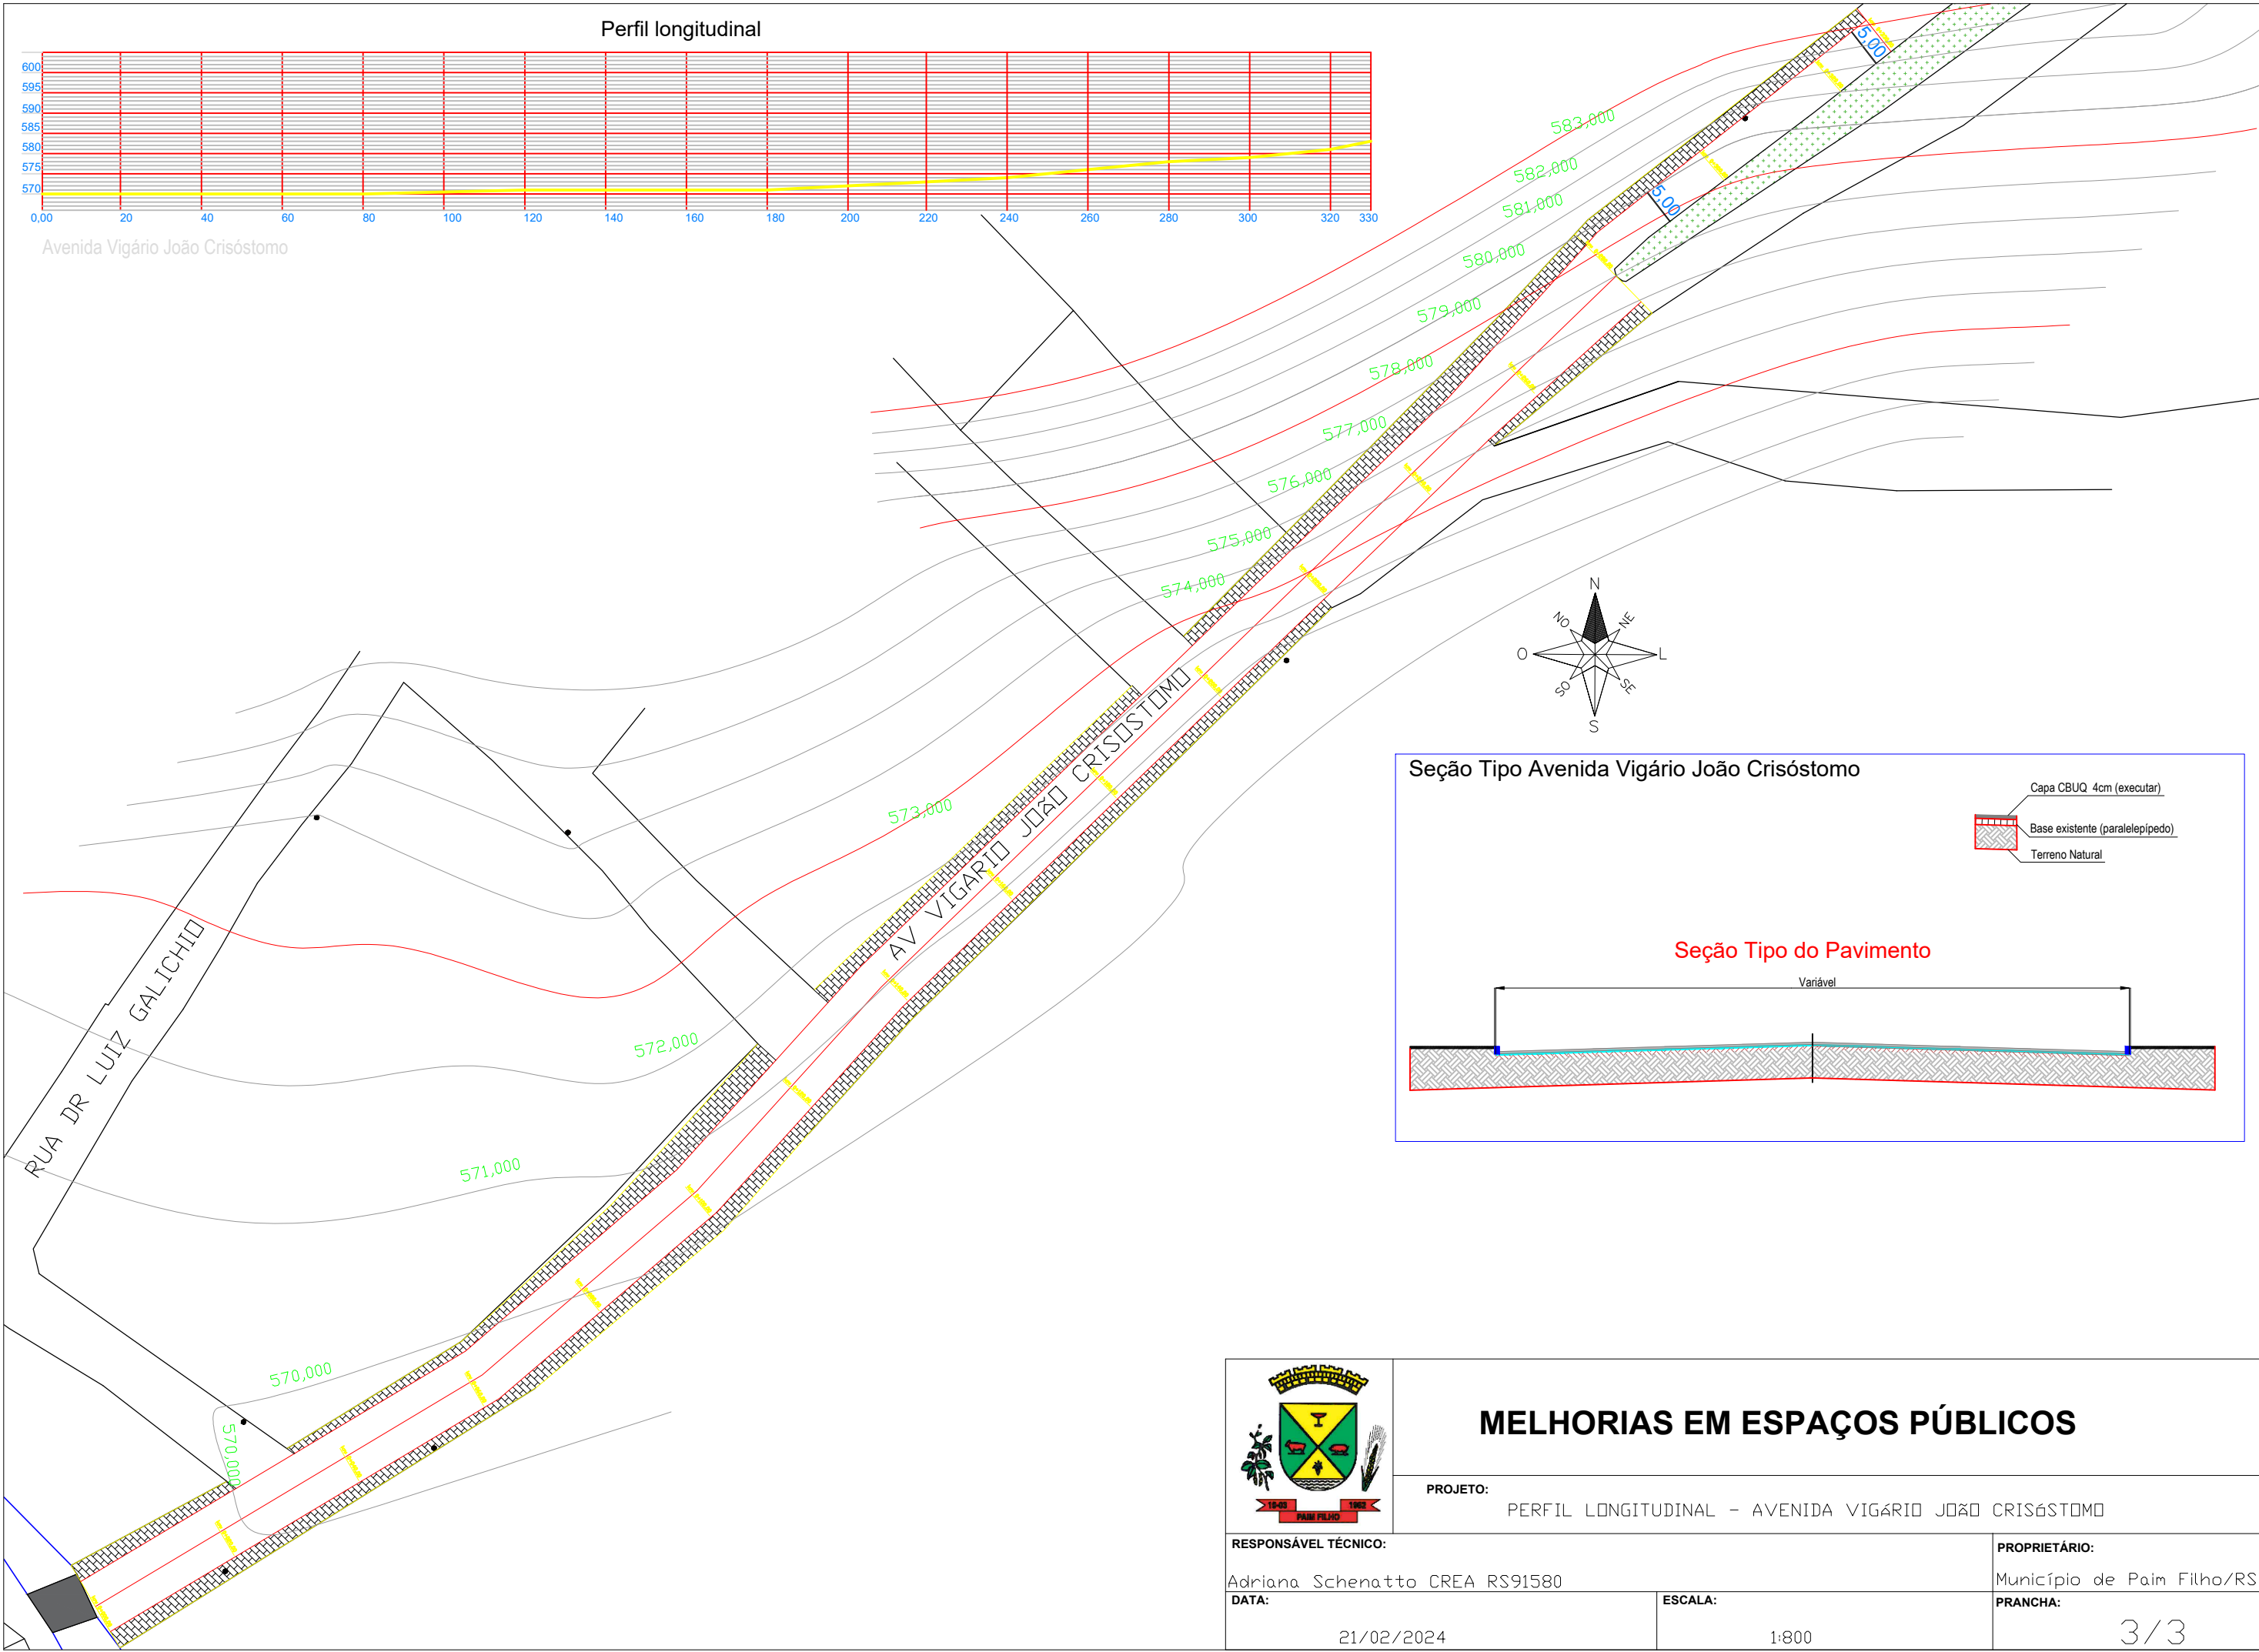 Perfil longitudinal
600
595
590
585
580
575
570
0,00 20 40 60 80 100 120 140 160 180 200 220 240 260 280 300 320 330
Avenida Vigário João Crisóstomo
5,00
5,00
583,000
582,000
581,000
580,000
579,000
578,000
577,000
576,000
575,000
574,000
573,000
572,000
571,000
570,000
570,000
AV VIGARIO JOÃO CRISOSTOMO
RUA DR LUIZ GALICHIO
N
NO NE
O L
SO SE
S
Seção Tipo Avenida Vigário João Crisóstomo
Capa CBUQ 4cm (executar)
Base existente (paralelepípedo)
Terreno Natural
Seção Tipo do Pavimento
Variável
18-03 1962
PAIM FILHO
MELHORIAS EM ESPAÇOS PÚBLICOS
PROJETO:
PERFIL LONGITUDINAL - AVENIDA VIGáRIO JOãO CRISóSTOMO
RESPONSÁVEL TÉCNICO:
Adriana Schenatto CREA RS91580
PROPRIETÁRIO:
Município de Paim Filho/RS
DATA:
21/02/2024
ESCALA:
1:800
PRANCHA:
3/3